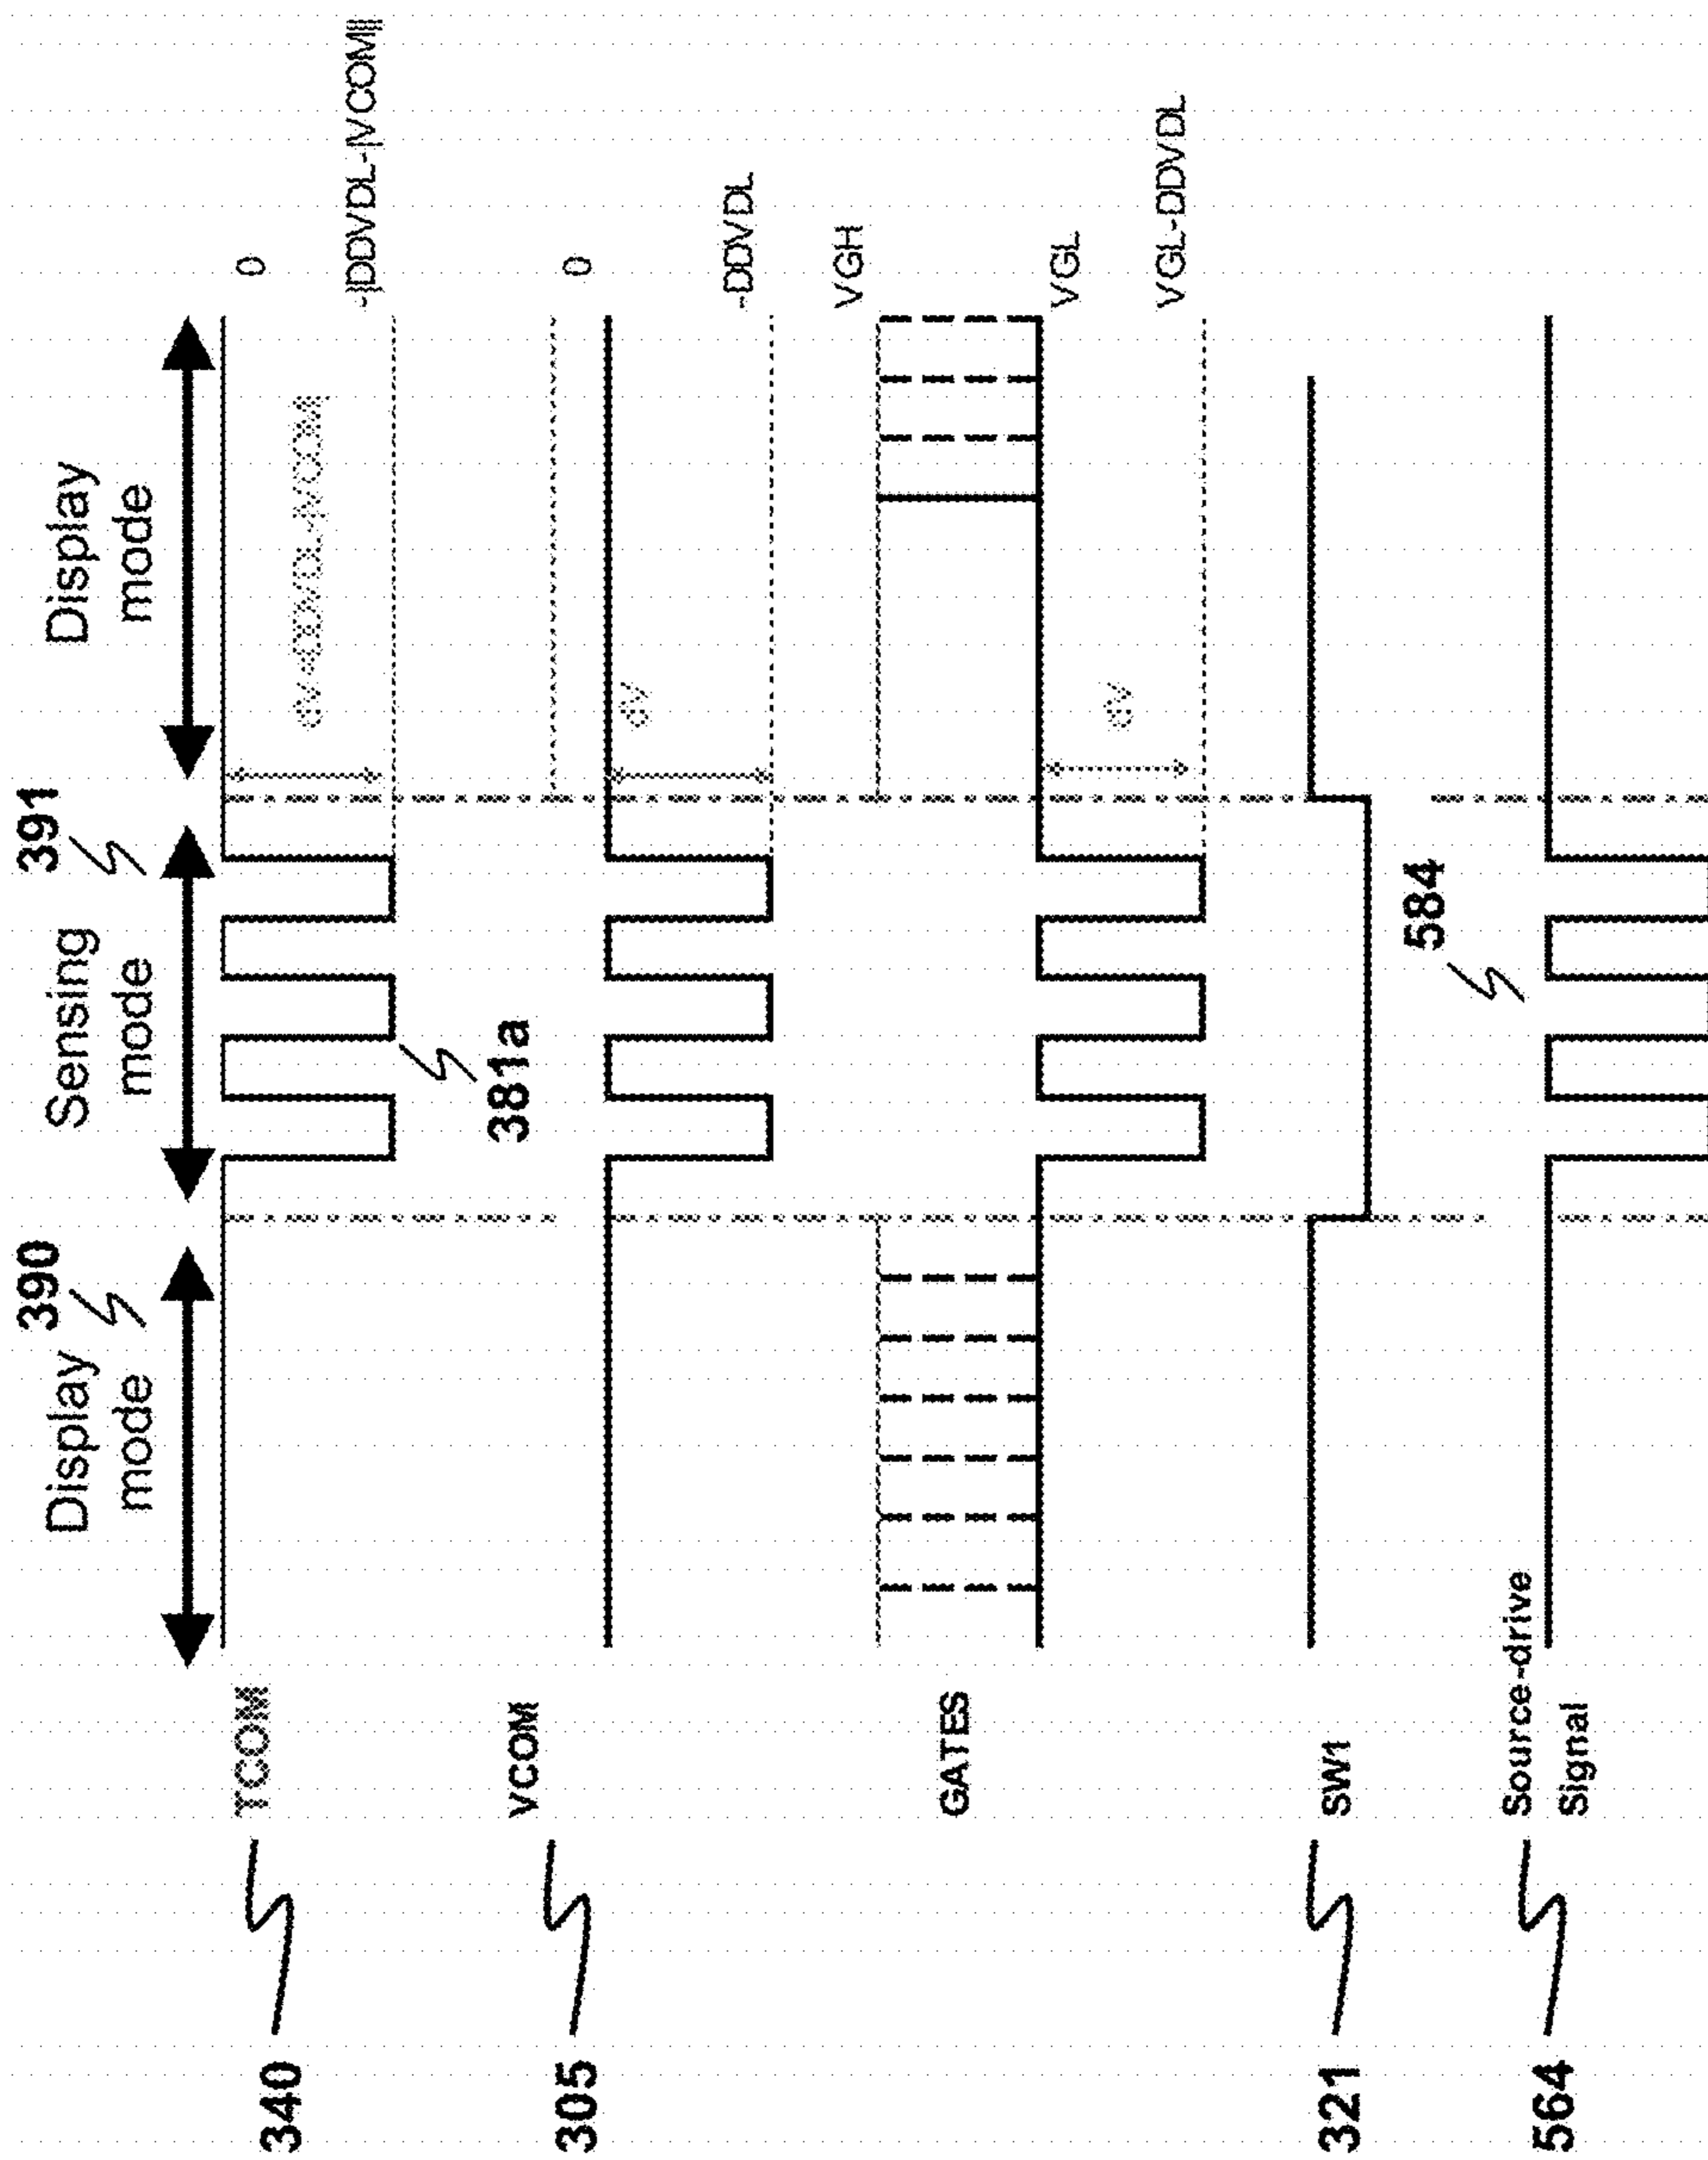 390
391
Display
mode
Sensing
mode
Display
mode
340
TCOM
0
dV
-|DDVDL-|VCOM||
381a
305
VCOM
0
dV
-DDVDL
GATES
VGH
VGL
dV
VGL-DDVDL
321
SW1
584
564
Source-drive
Signal